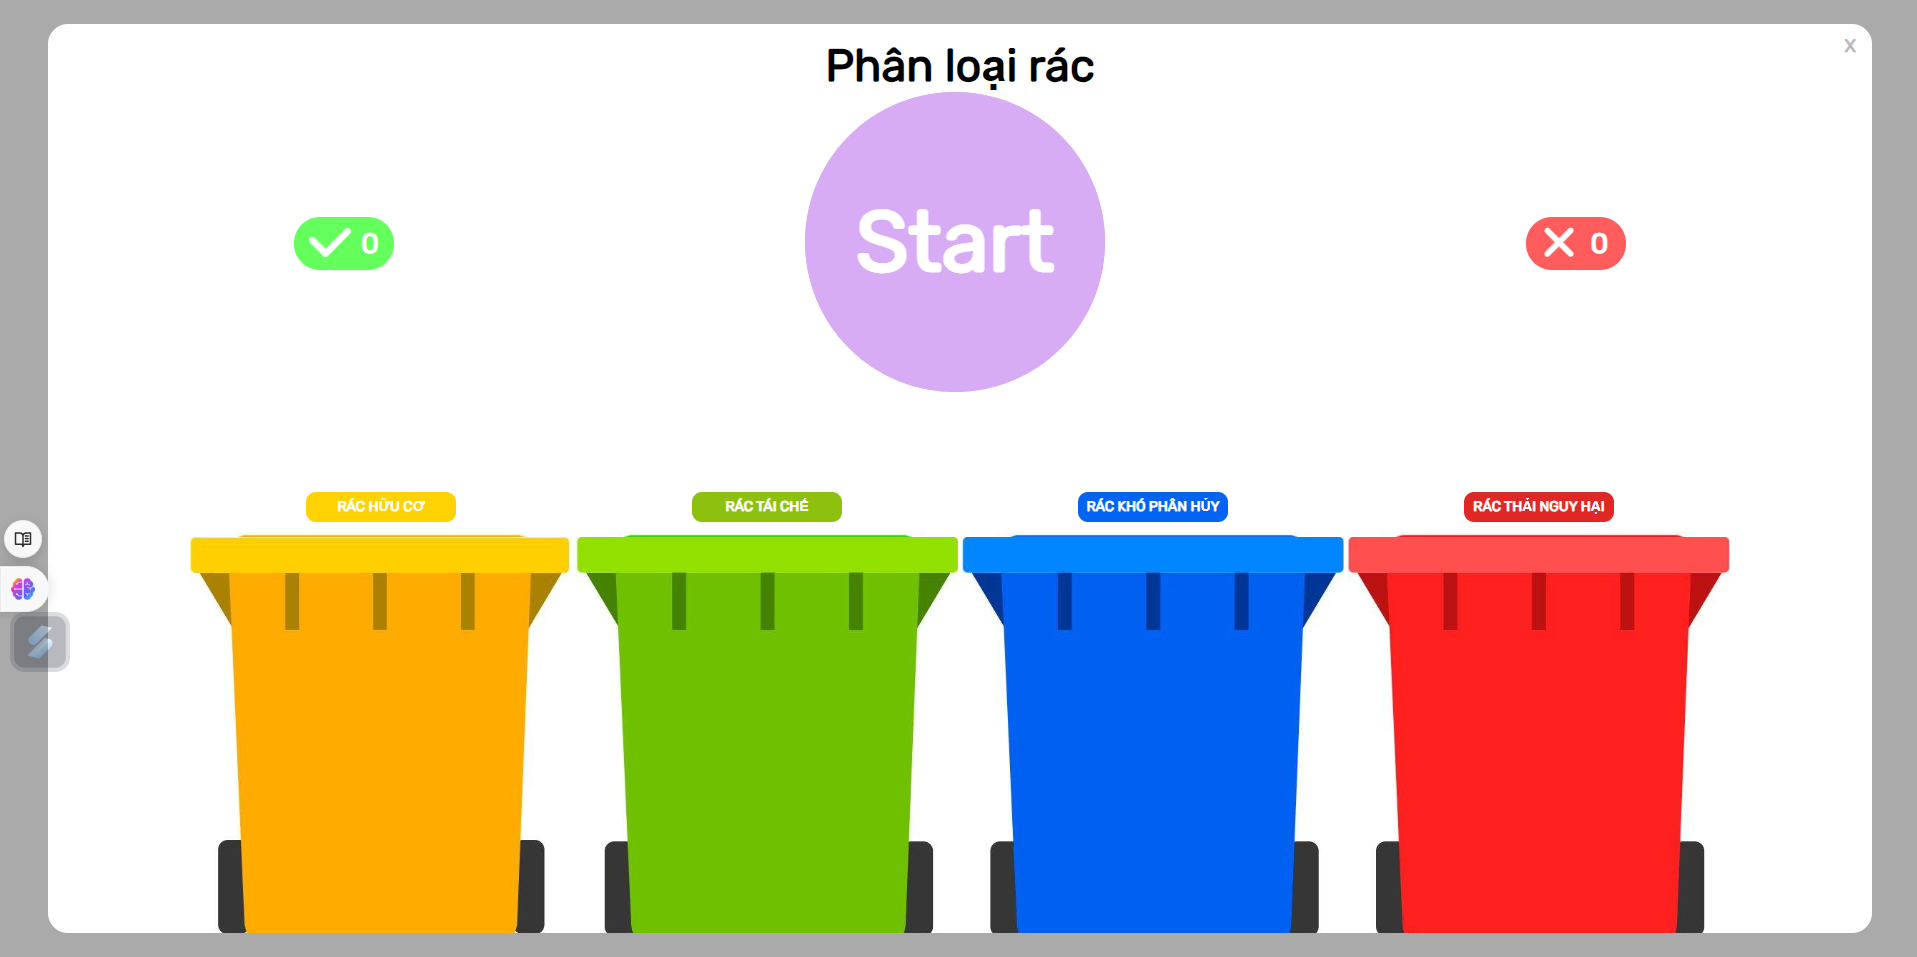 Phân loại rác
X
Start
0
0
RÁC HỮU CƠ
RÁC TÁI CHẾ
RÁC KHÓ PHÂN HỦY
RÁC THẢI NGUY HẠI